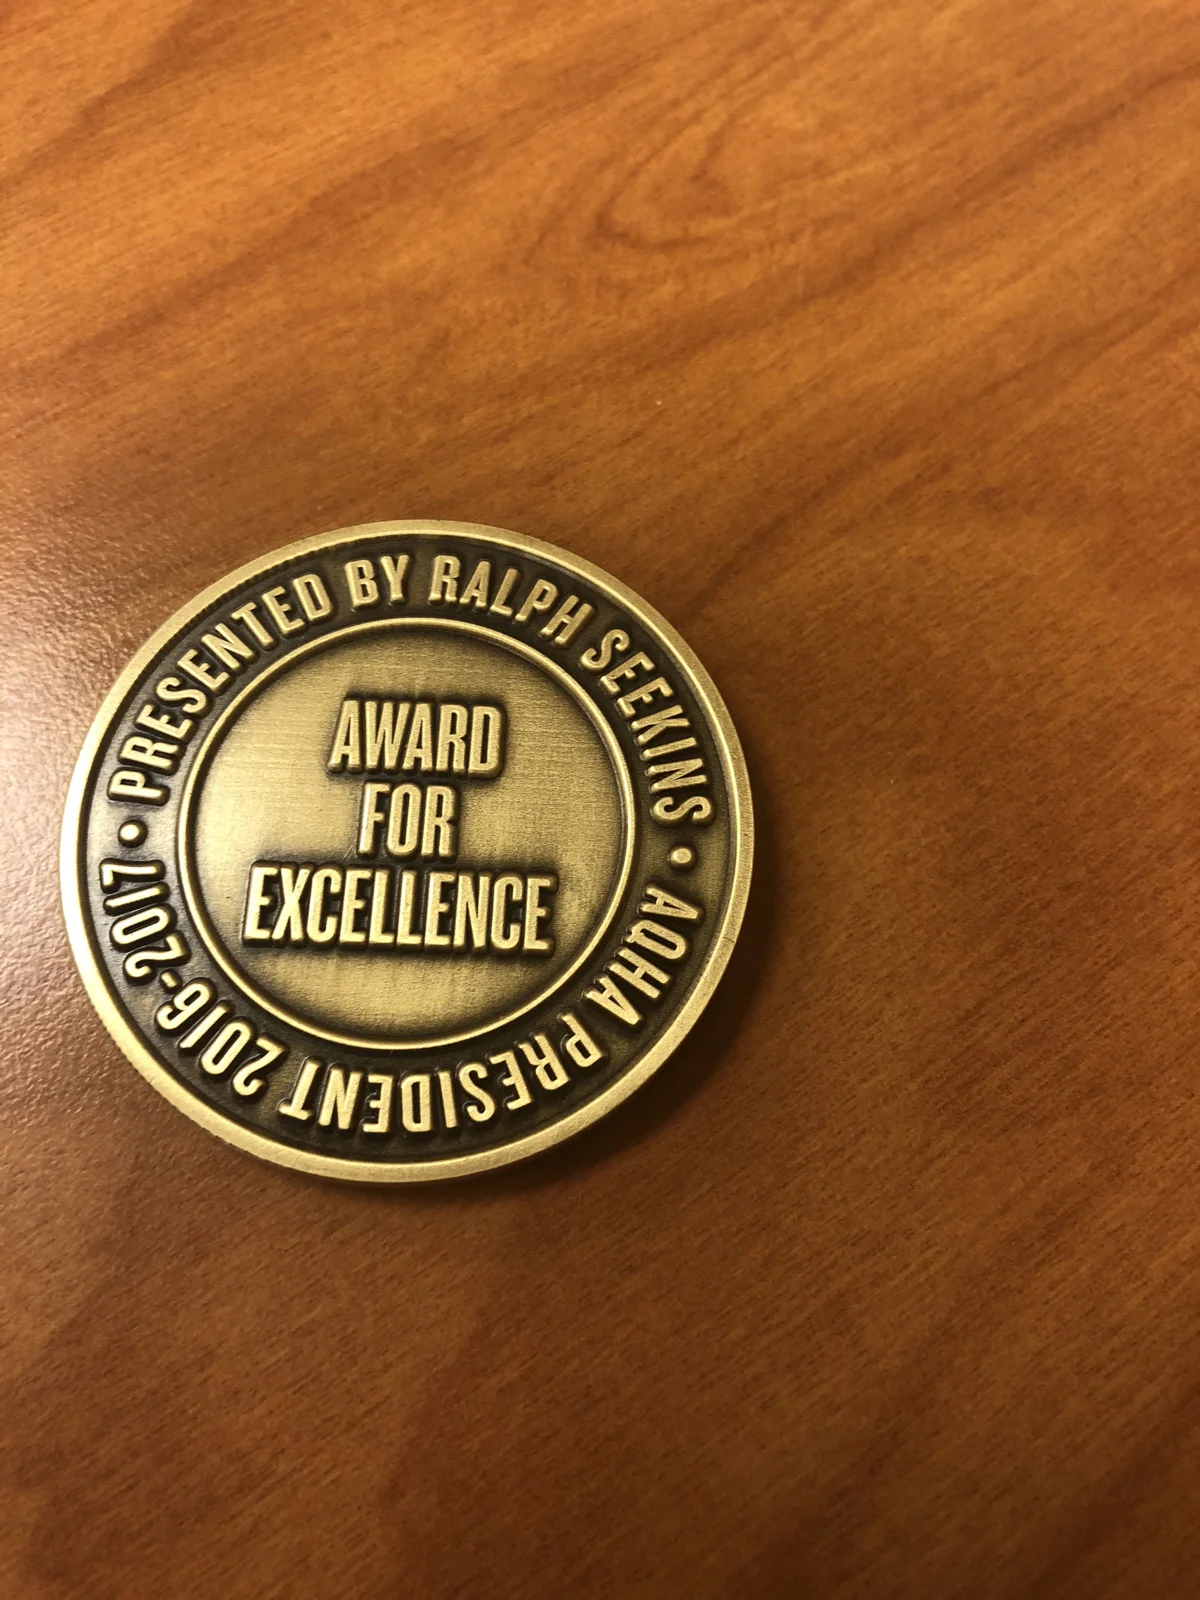 • PRESENTED BY RALPH SEEKINS • AQHA PRESIDENT 2016-2017
AWARD
FOR
EXCELLENCE